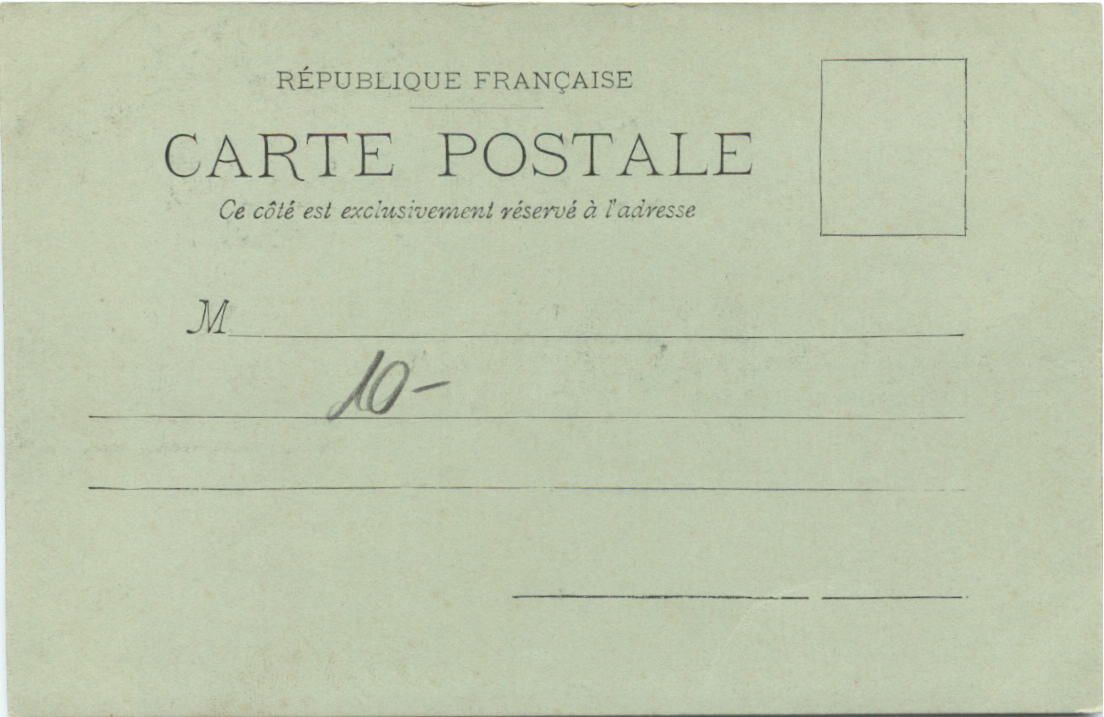 RÉPUBLIQUE FRANÇAISE
CARTE POSTALE
Ce côté est exclusivement réservé à l'adresse
M
10-